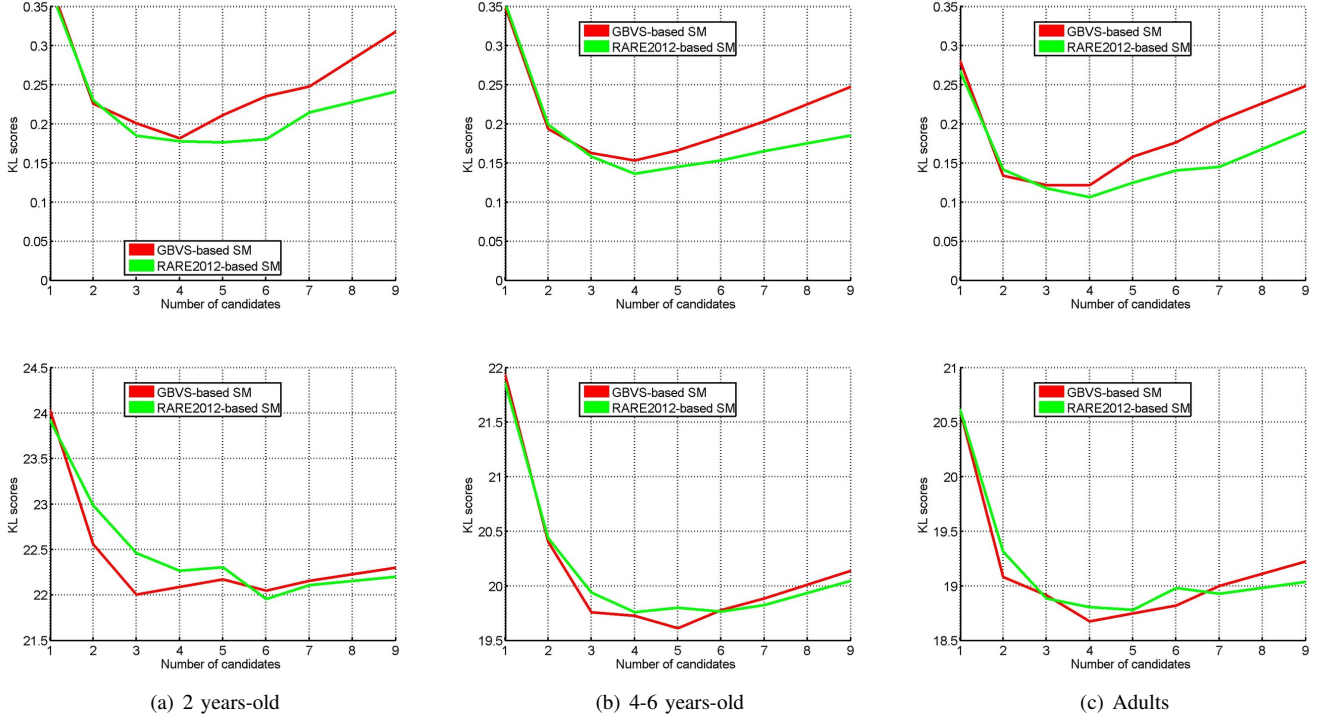 0.35
0.3
0.25
0.2
0.15
0.1
0.05
0
KL scores
GBVS-based SM
RARE2012-based SM
1 2 3 4 5 6 7 8 9
Number of candidates
0.35
0.3
0.25
0.2
0.15
0.1
0.05
0
KL scores
GBVS-based SM
RARE2012-based SM
1 2 3 4 5 6 7 8 9
Number of candidates
0.35
0.3
0.25
0.2
0.15
0.1
0.05
0
KL scores
GBVS-based SM
RARE2012-based SM
1 2 3 4 5 6 7 8 9
Number of candidates
24.5
24
23.5
23
22.5
22
21.5
KL scores
GBVS-based SM
RARE2012-based SM
1 2 3 4 5 6 7 8 9
Number of candidates
22
21.5
21
20.5
20
19.5
KL scores
GBVS-based SM
RARE2012-based SM
1 2 3 4 5 6 7 8 9
Number of candidates
21
20.5
20
19.5
19
18.5
KL scores
GBVS-based SM
RARE2012-based SM
1 2 3 4 5 6 7 8 9
Number of candidates
(a) 2 years-old
(b) 4-6 years-old
(c) Adults